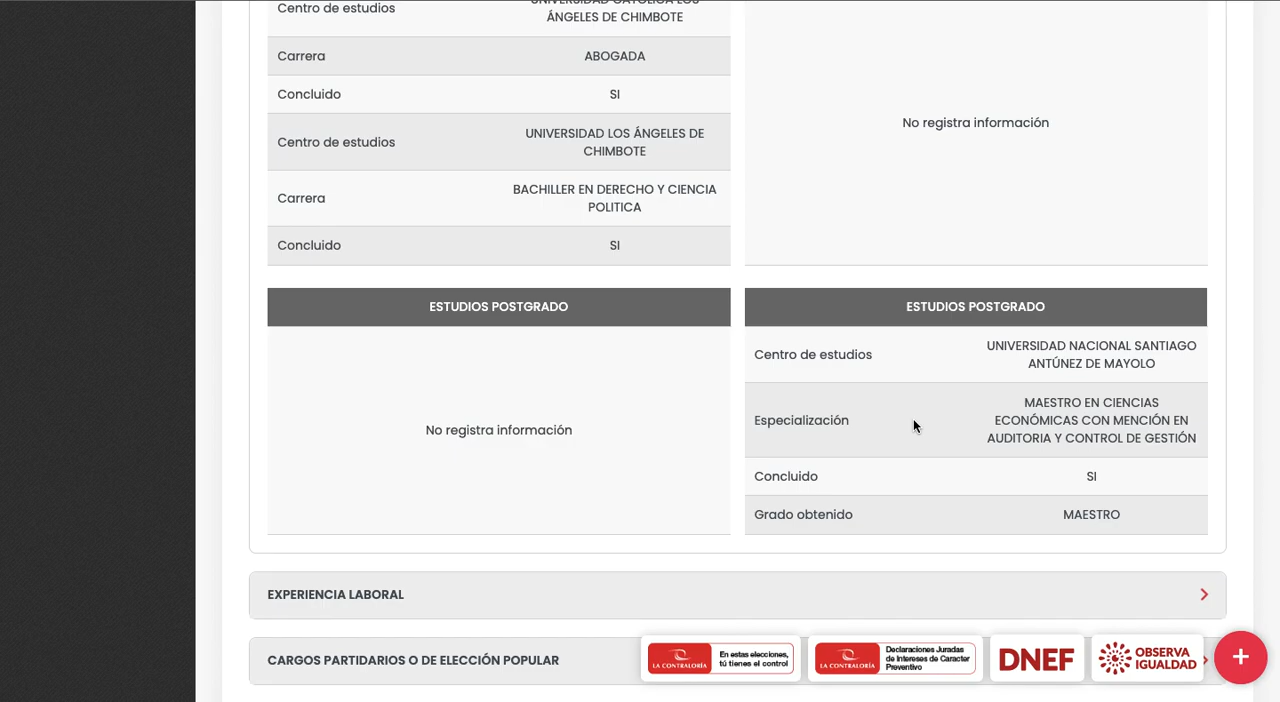 Centro de estudios
UNIVERSIDAD CATÓLICA LOS
ÁNGELES DE CHIMBOTE
Carrera
ABOGADA
Concluido
SI
Centro de estudios
UNIVERSIDAD LOS ÁNGELES DE
CHIMBOTE
Carrera
BACHILLER EN DERECHO Y CIENCIA
POLITICA
Concluido
SI
No registra información
ESTUDIOS POSTGRADO
No registra información
ESTUDIOS POSTGRADO
Centro de estudios
UNIVERSIDAD NACIONAL SANTIAGO
ANTÚNEZ DE MAYOLO
Especialización
MAESTRO EN CIENCIAS
ECONÓMICAS CON MENCIÓN EN
AUDITORIA Y CONTROL DE GESTIÓN
Concluido
SI
Grado obtenido
MAESTRO
EXPERIENCIA LABORAL
CARGOS PARTIDARIOS O DE ELECCIÓN POPULAR
LA CONTRALORÍA
En estas elecciones,
tú tienes el control
LA CONTRALORÍA
Declaraciones Juradas
de Intereses de Caracter
Preventivo
DNEF
OBSERVA
IGUALDAD
+